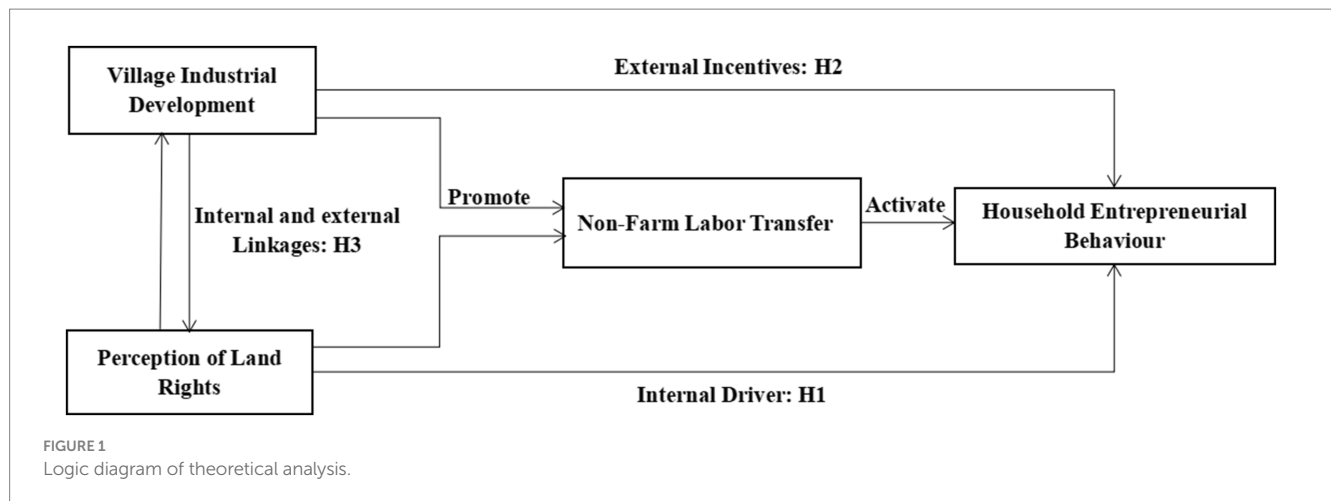 Village Industrial
Development
External Incentives: H2
Promote
Non-Farm Labor Transfer
Activate
Household Entrepreneurial
Behaviour
Internal and external
Linkages: H3
Perception of Land
Rights
Internal Driver: H1
FIGURE 1
Logic diagram of theoretical analysis.